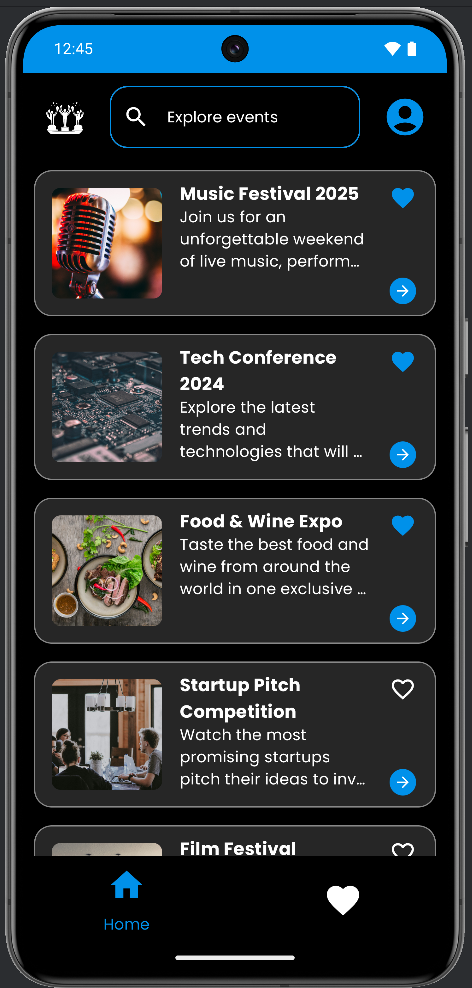 12:45
Explore events
Music Festival 2025
Join us for an
unforgettable weekend
of live music, perform...
Tech Conference
2024
Explore the latest
trends and
technologies that will ...
Food & Wine Expo
Taste the best food and
wine from around the
world in one exclusive ...
Startup Pitch
Competition
Watch the most
promising startups
pitch their ideas to inv...
Film Festival
Home